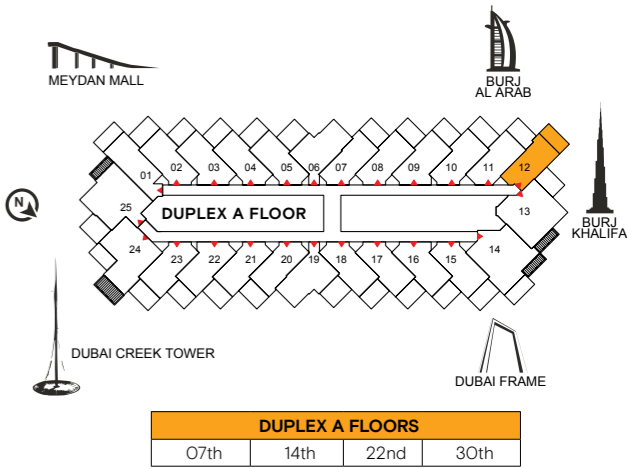 MEYDAN MALL
BURJ
AL ARAB
01 02 03 04 05 06 07 08 09 10 11 12
N
25 DUPLEX A FLOOR 13
BURJ
KHALIFA
24 23 22 21 20 19 18 17 16 15 14
DUBAI CREEK TOWER
DUBAI FRAME
DUPLEX A FLOORS
07th 14th 22nd 30th